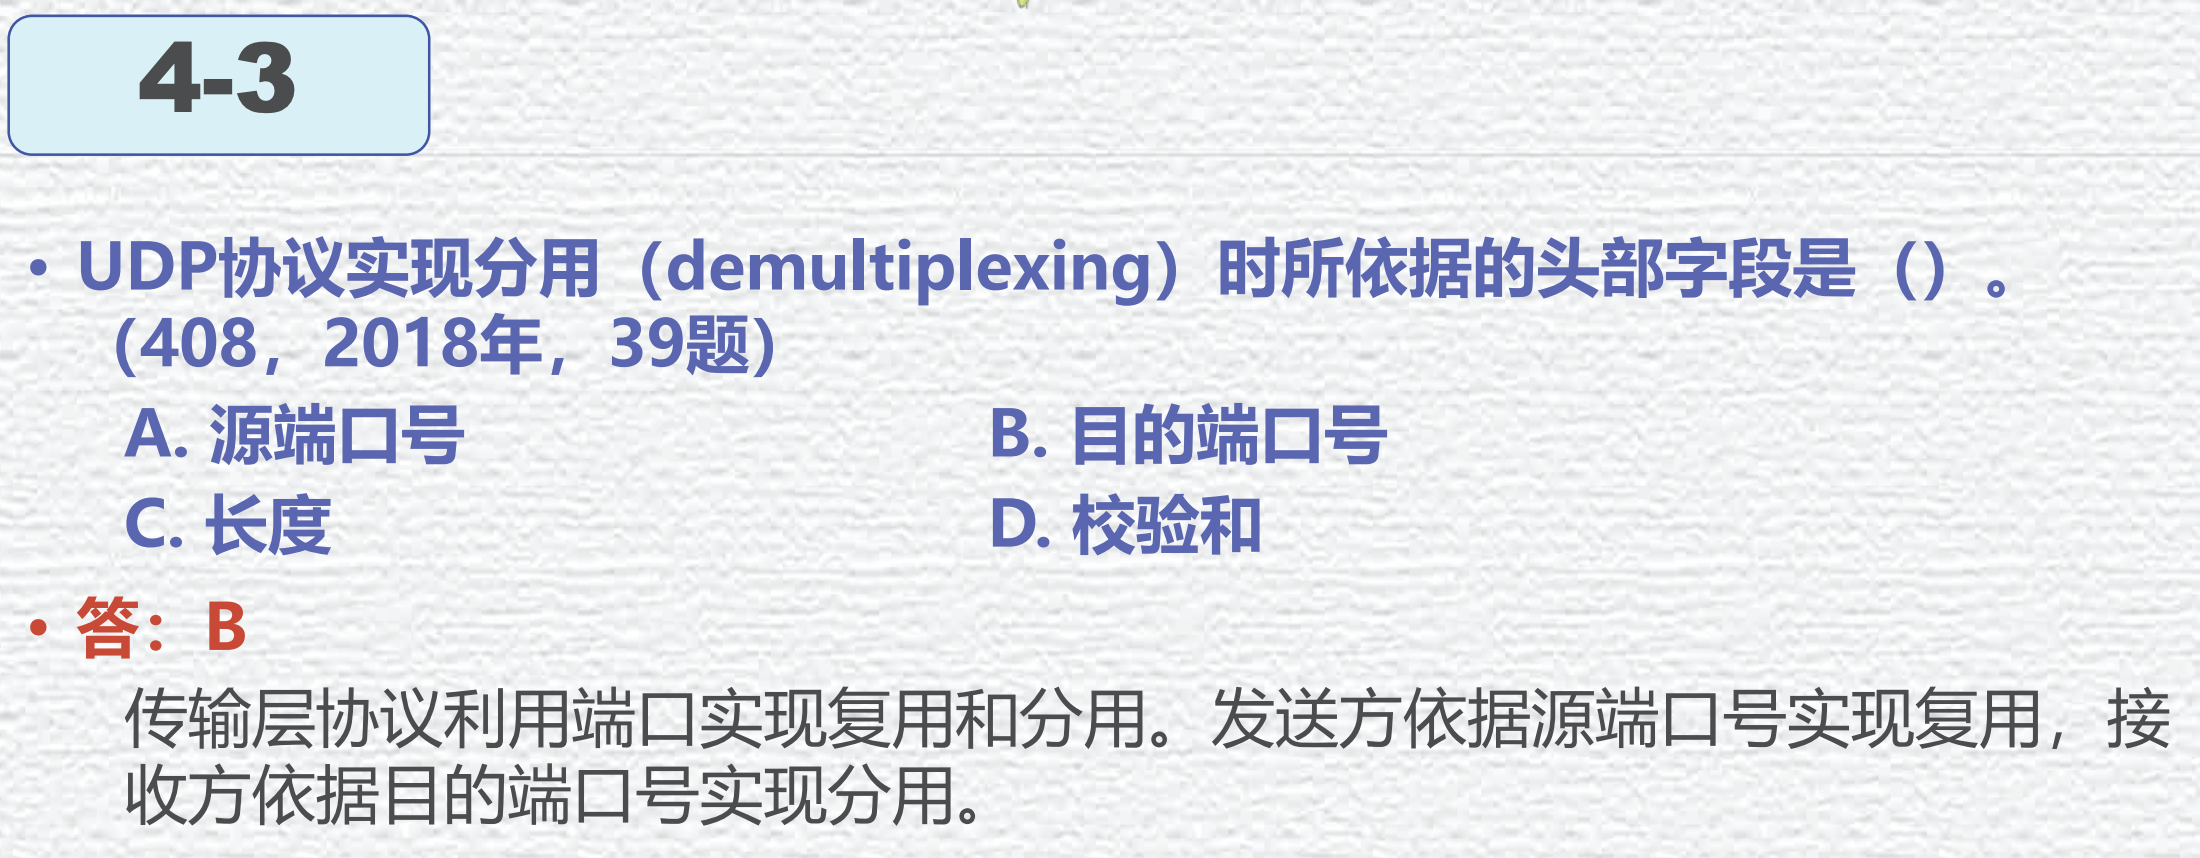 4-3
• UDP协议实现分用（demultiplexing）时所依据的头部字段是（）。
（408，2018年，39题）
A. 源端口号 B. 目的端口号
C. 长度 D. 校验和
• 答：B
传输层协议利用端口实现复用和分用。发送方依据源端口号实现复用，接
收方依据目的端口号实现分用。